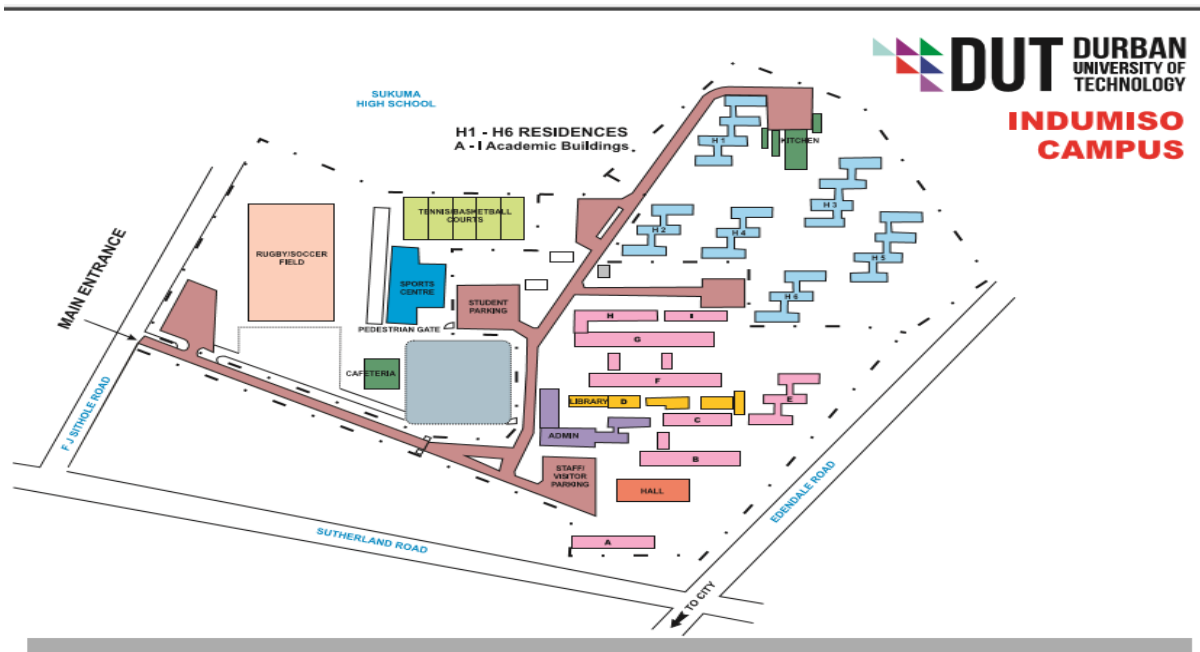 DUT
DURBAN
UNIVERSITY OF
TECHNOLOGY
INDUMISO
CAMPUS
SUKUMA
HIGH SCHOOL
H1 - H6 RESIDENCES
A - I Academic Buildings.
H 1
KITCHEN
H 3
TENNIS/BASKETBALL
COURTS
H 2
H 4
RUGBY/SOCCER
FIELD
H 5
MAIN ENTRANCE
SPORTS
CENTRE
H 6
STUDENT
PARKING
PEDESTRIAN GATE
H
I
G
CAFETERIA
F
LIBRARY
D
E
F J SITHOLE ROAD
C
ADMIN
B
STAFF/
VISITOR
PARKING
HALL
EDENDALE ROAD
SUTHERLAND ROAD
A
TO CITY